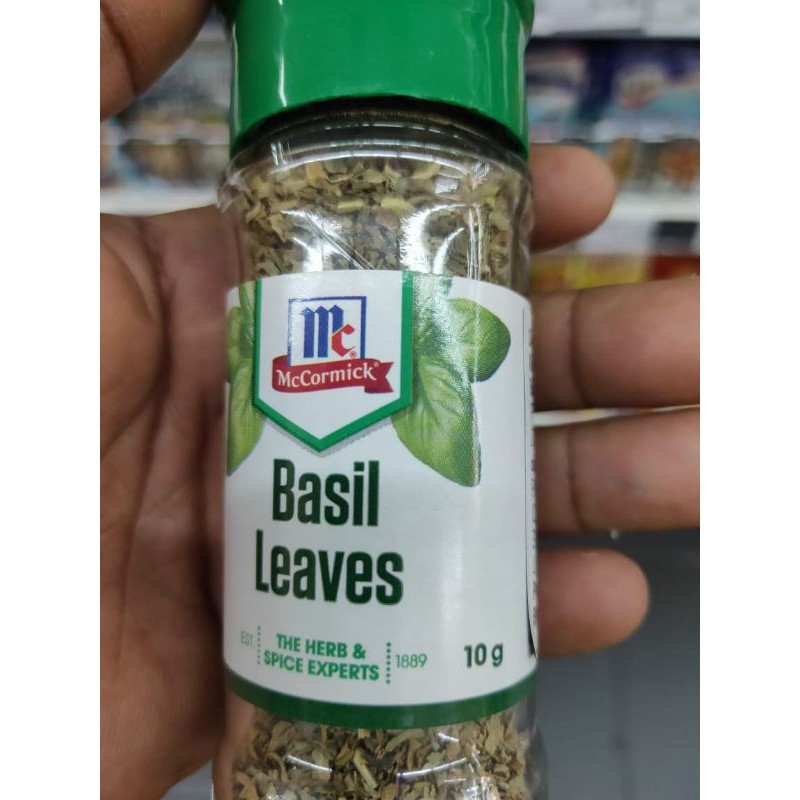 Mc
McCormick®
Basil
Leaves
EST. THE HERB & SPICE EXPERTS 1889
10 g